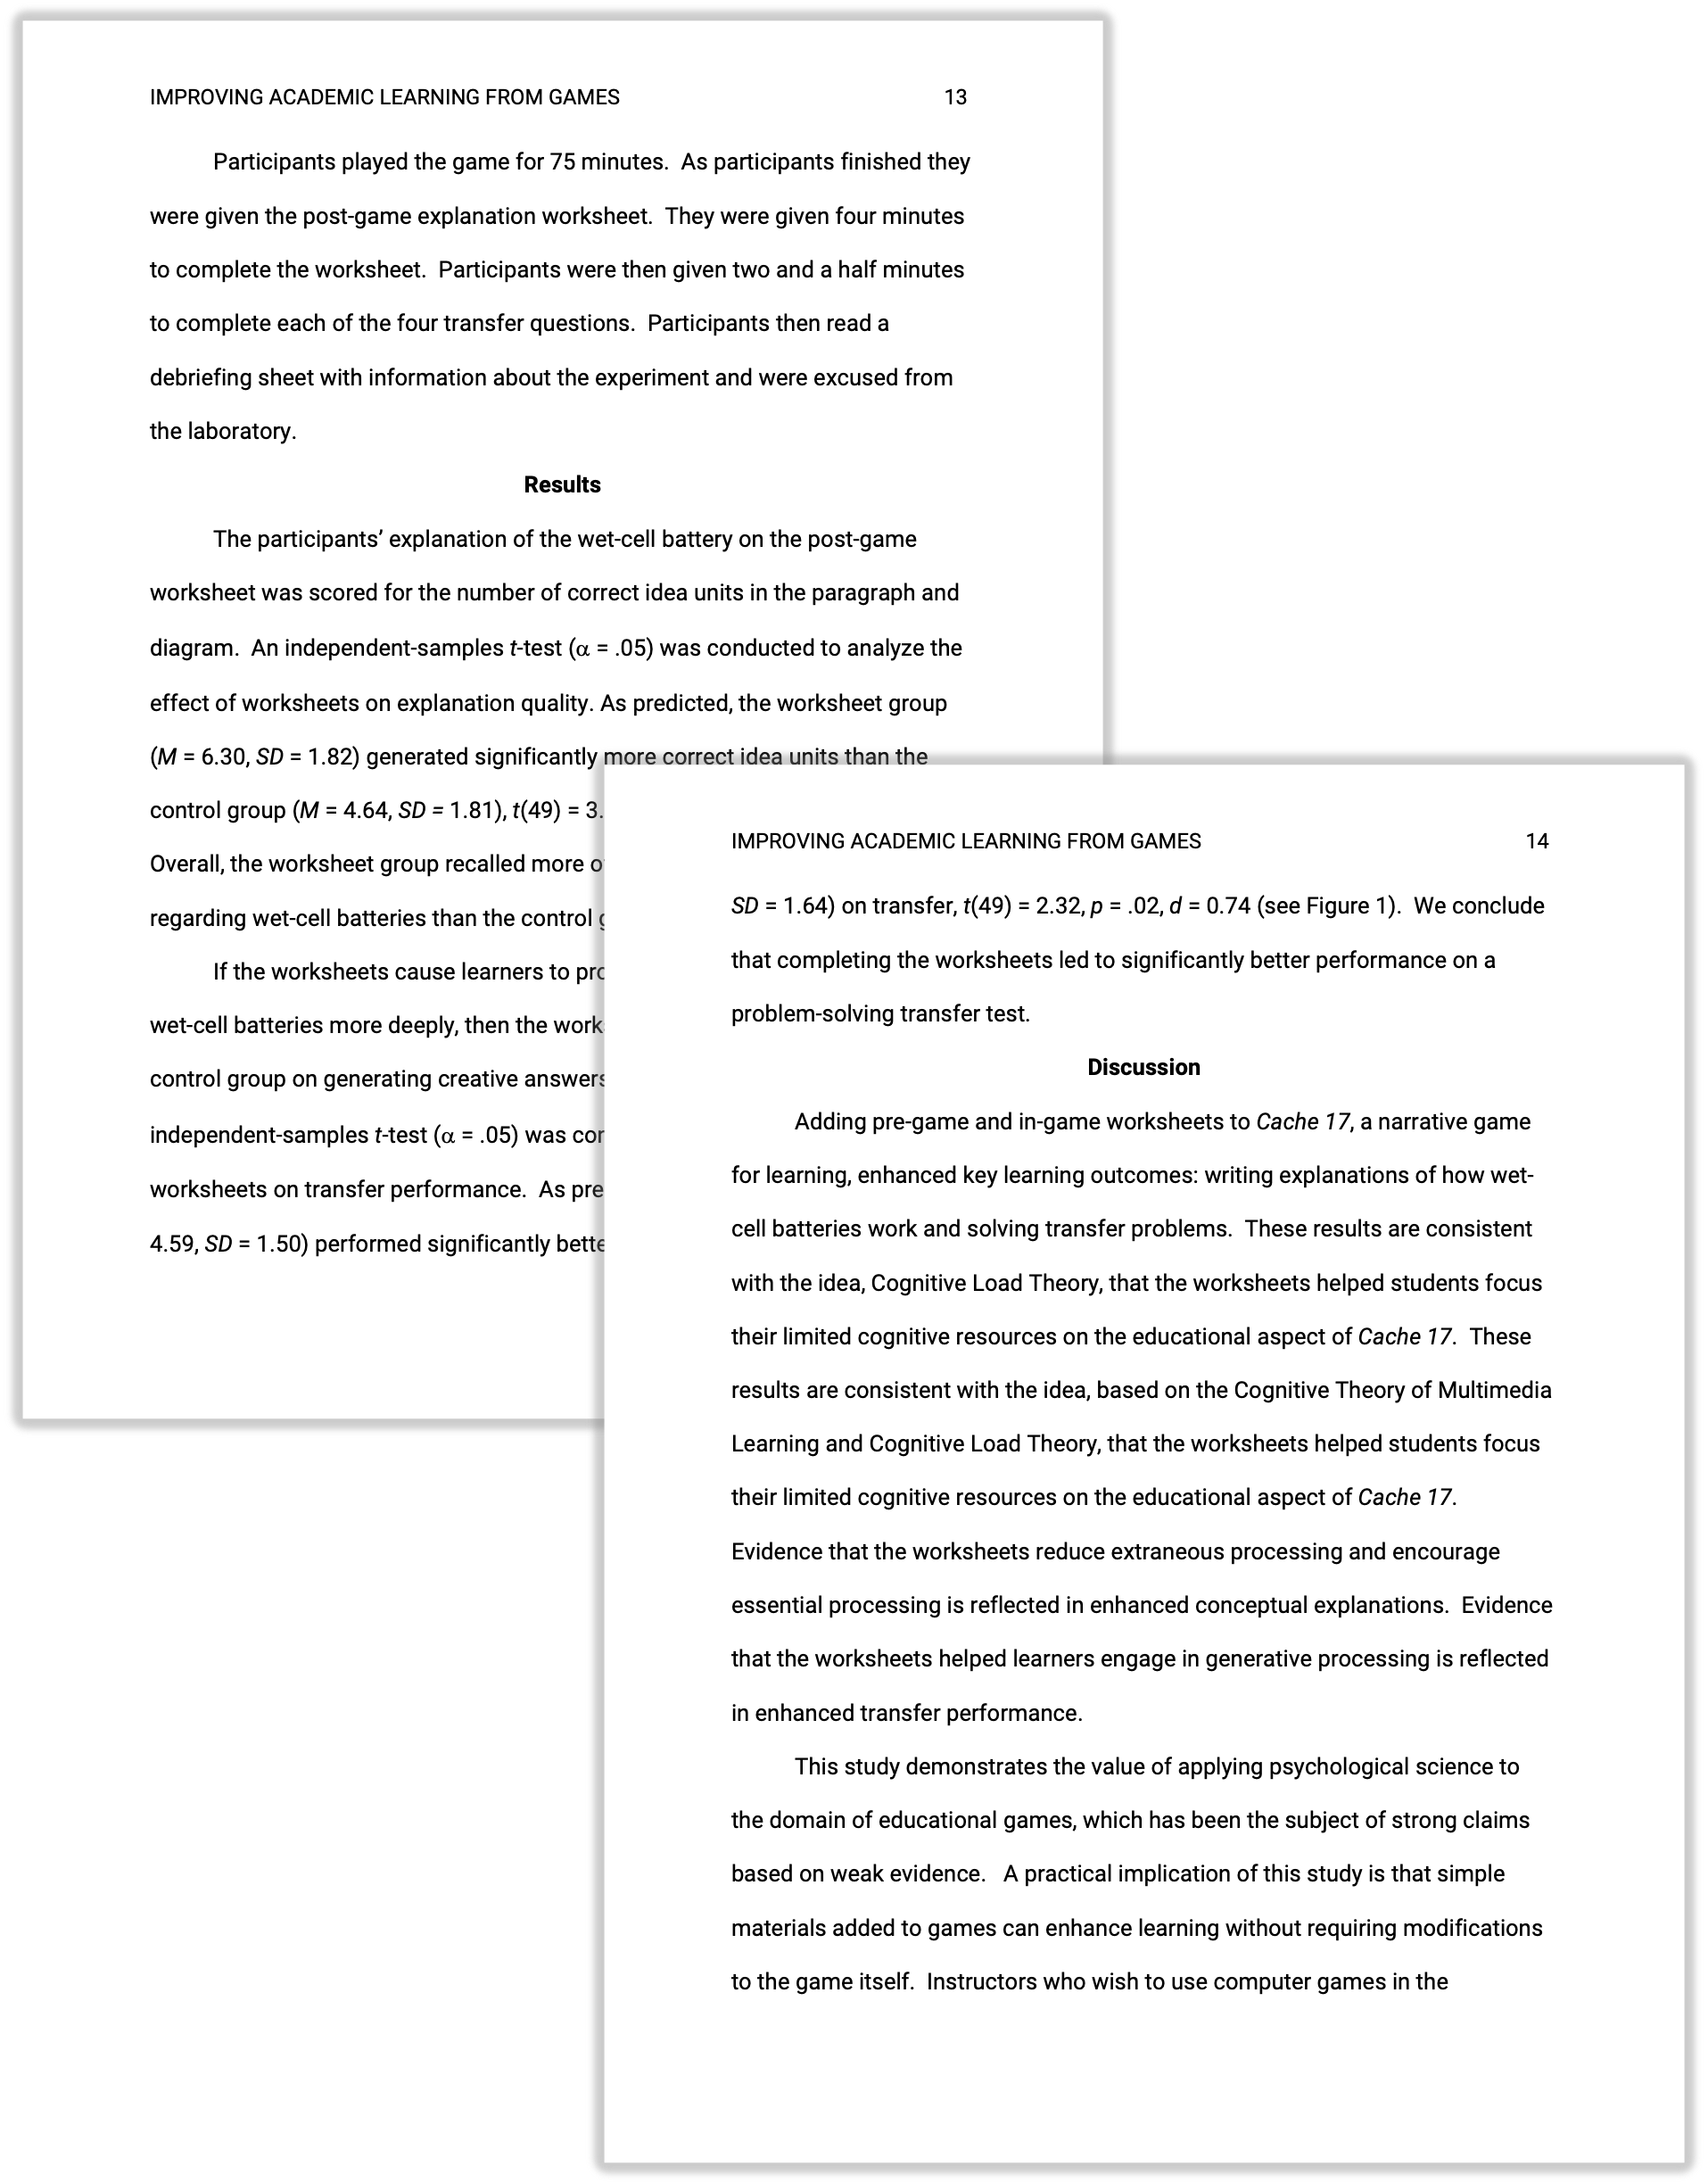 IMPROVING ACADEMIC LEARNING FROM GAMES 13
Participants played the game for 75 minutes.  As participants finished they
were given the post-game explanation worksheet.  They were given four minutes
to complete the worksheet.  Participants were then given two and a half minutes
to complete each of the four transfer questions.  Participants then read a
debriefing sheet with information about the experiment and were excused from
the laboratory.
Results
The participants’ explanation of the wet-cell battery on the post-game
worksheet was scored for the number of correct idea units in the paragraph and
diagram.  An independent-samples t-test (α = .05) was conducted to analyze the
effect of worksheets on explanation quality. As predicted, the worksheet group
(M = 6.30, SD = 1.82) generated significantly more correct idea units than the
control group (M = 4.64, SD = 1.81), t(49) = 3.
Overall, the worksheet group recalled more
regarding wet-cell batteries than the control
If the worksheets cause learners to
wet-cell batteries more deeply, then the
control group on generating creative answers
independent-samples t-test (α = .05) was
worksheets on transfer performance.  As
4.59, SD = 1.50) performed significantly
IMPROVING ACADEMIC LEARNING FROM GAMES 14
SD = 1.64) on transfer, t(49) = 2.32, p = .02, d = 0.74 (see Figure 1).  We conclude
that completing the worksheets led to significantly better performance on a
problem-solving transfer test.
Discussion
Adding pre-game and in-game worksheets to Cache 17, a narrative game
for learning, enhanced key learning outcomes: writing explanations of how wet-
cell batteries work and solving transfer problems.  These results are consistent
with the idea, Cognitive Load Theory, that the worksheets helped students focus
their limited cognitive resources on the educational aspect of Cache 17.  These
results are consistent with the idea, based on the Cognitive Theory of Multimedia
Learning and Cognitive Load Theory, that the worksheets helped students focus
their limited cognitive resources on the educational aspect of Cache 17.
Evidence that the worksheets reduce extraneous processing and encourage
essential processing is reflected in enhanced conceptual explanations.  Evidence
that the worksheets helped learners engage in generative processing is reflected
in enhanced transfer performance.
This study demonstrates the value of applying psychological science to
the domain of educational games, which has been the subject of strong claims
based on weak evidence.   A practical implication of this study is that simple
materials added to games can enhance learning without requiring modifications
to the game itself.  Instructors who wish to use computer games in the